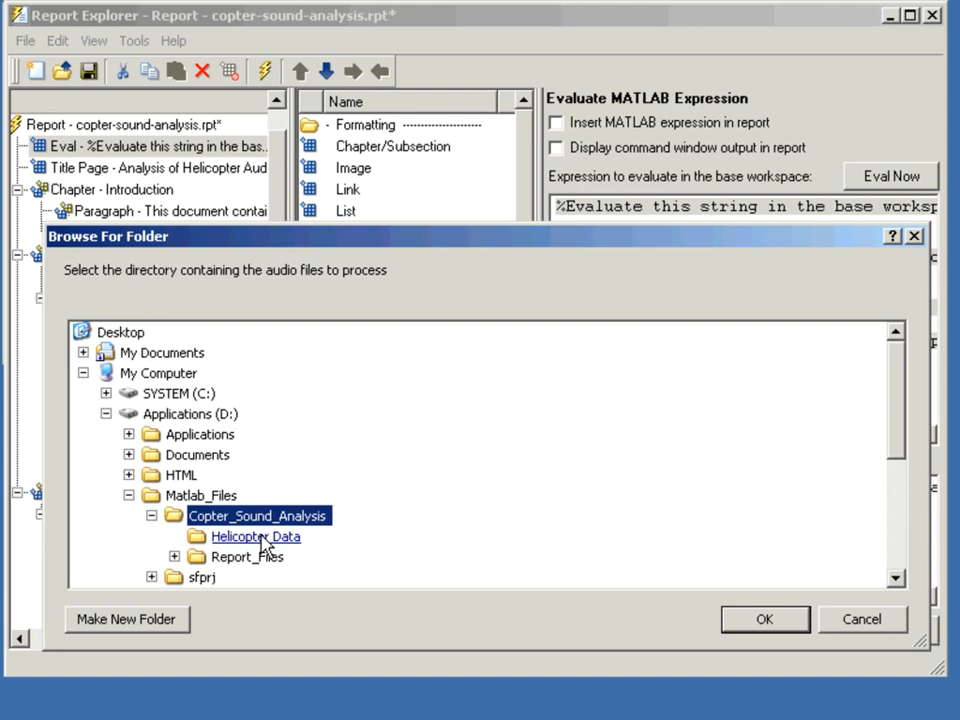 Report Explorer - Report - copter-sound-analysis.rpt*
File Edit View Tools Help
Report - copter-sound-analysis.rpt*
Eval - %Evaluate this string in the bas..
Title Page - Analysis of Helicopter Aud
Chapter - Introduction
Paragraph - This document contai
Name
- Formatting ----------------------
Chapter/Subsection
Image
Link
List
Evaluate MATLAB Expression
Insert MATLAB expression in report
Display command window output in report
Expression to evaluate in the base workspace:
Eval Now
%Evaluate this string in the base worksp
Browse For Folder
Select the directory containing the audio files to process
Desktop
My Documents
My Computer
SYSTEM (C:)
Applications (D:)
Applications
Documents
HTML
Matlab_Files
Copter_Sound_Analysis
Helicopter Data
Report_Files
sfprj
Make New Folder
OK
Cancel